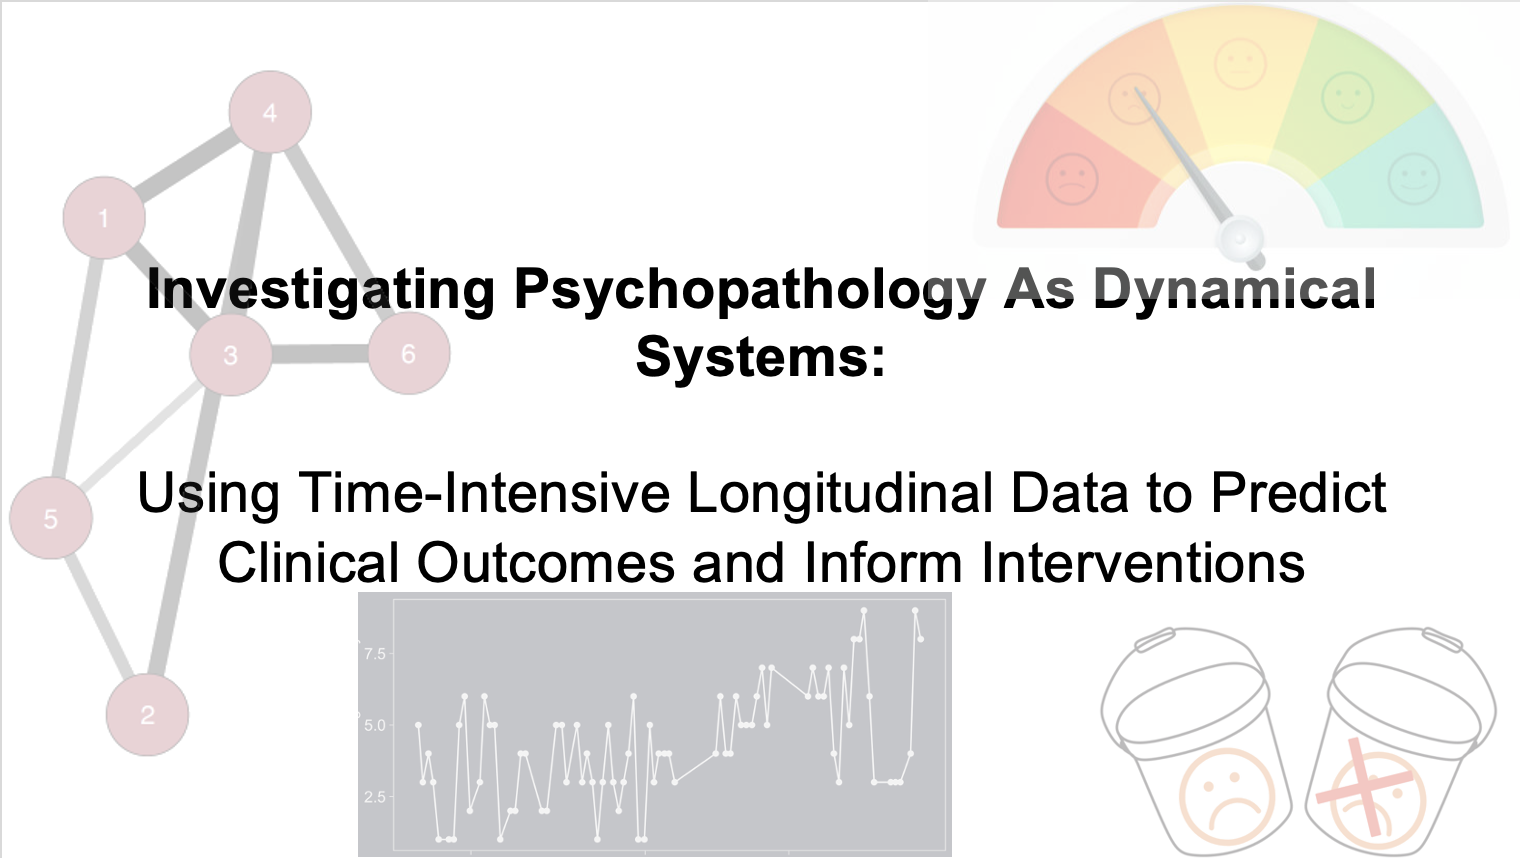 4
1
Investigating Psychopathology As Dynamical
Systems:
3
6
Using Time-Intensive Longitudinal Data to Predict
5
Clinical Outcomes and Inform Interventions
7.5
2
5.0
2.5